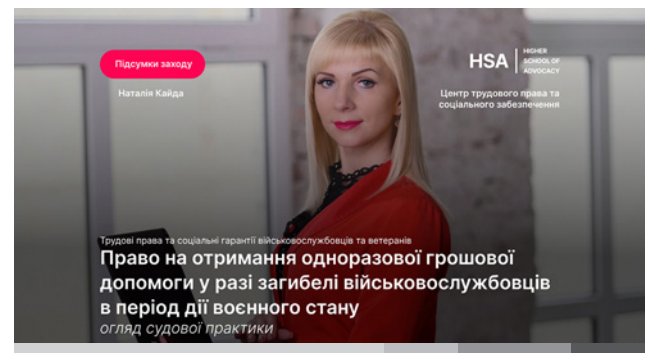 Підсумки заходу
Наталія Кайда
HSA
HIGHER
SCHOOL OF
ADVOCACY
Центр трудового права та
соціального забезпечення
Трудові права та соціальні гарантії військовослужбовців та ветеранів
Право на отримання одноразової грошової
допомоги у разі загибелі військовослужбовців
в період дії воєнного стану
огляд судової практики